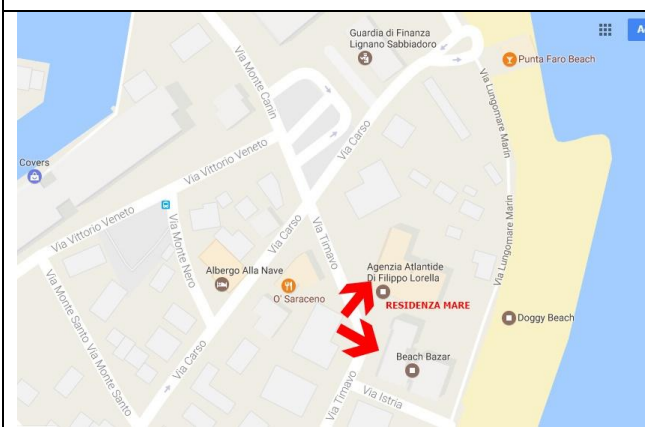 Guardia di Finanza
Lignano Sabbiadoro
Punta Faro Beach
Via Monte Canin
Via Lungomare Marin
Via Carso
Covers
Via Vittorio Veneto
Via Vittorio Veneto
Via Monte Nero
Via Carso
Via Timavo
Via Lungomare Marin
Albergo Alla Nave
O' Saraceno
Agenzia Atlantide
Di Filippo Lorella
RESIDENZA MARE
Doggy Beach
Via Monte Santo
Via Monte Santo
Via Carso
Beach Bazar
Via Timavo
Via Istria